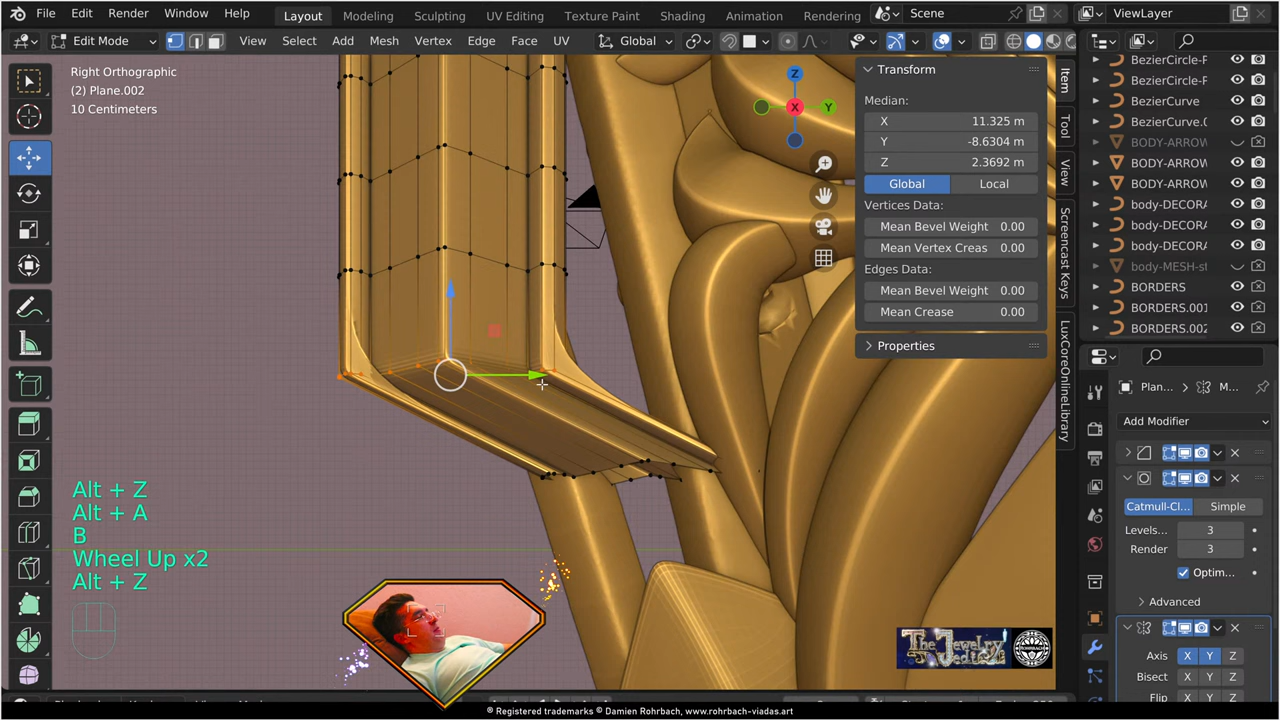 File Edit Render Window Help
Layout Modeling Sculpting UV Editing Texture Paint Shading Animation Rendering
Scene
ViewLayer
Edit Mode
View Select Add Mesh Vertex Edge Face UV
Global
Right Orthographic
(2) Plane.002
10 Centimeters
Z
Y
X
Transform
Median:
X 11.325 m
Y -8.6304 m
Z 2.3692 m
Global Local
Vertices Data:
Mean Bevel Weight 0.00
Mean Vertex Creas 0.00
Edges Data:
Mean Bevel Weight 0.00
Mean Crease 0.00
Properties
Item
Tool
View
Screencast Keys
LuxCoreOnlineLibrary
BezierCircle-F
BezierCircle-F
BezierCurve
BezierCurve.0
BODY-ARROW
BODY-ARROW
BODY-ARROW
body-DECORA
body-DECORA
body-DECORA
body-MESH-st
BORDERS
BORDERS.001
BORDERS.002
Plan...
M...
Add Modifier
Catmull-Cl... Simple
Levels... 3
Render 3
Optim...
Advanced
Axis X Y Z
Bisect X Y Z
Flip X Y Z
Alt + Z
Alt + A
B
Wheel Up x2
Alt + Z
The Jewelry
ROHRBACH
® Registered trademarks © Damien Rohrbach, www.rohrbach-viadas.art